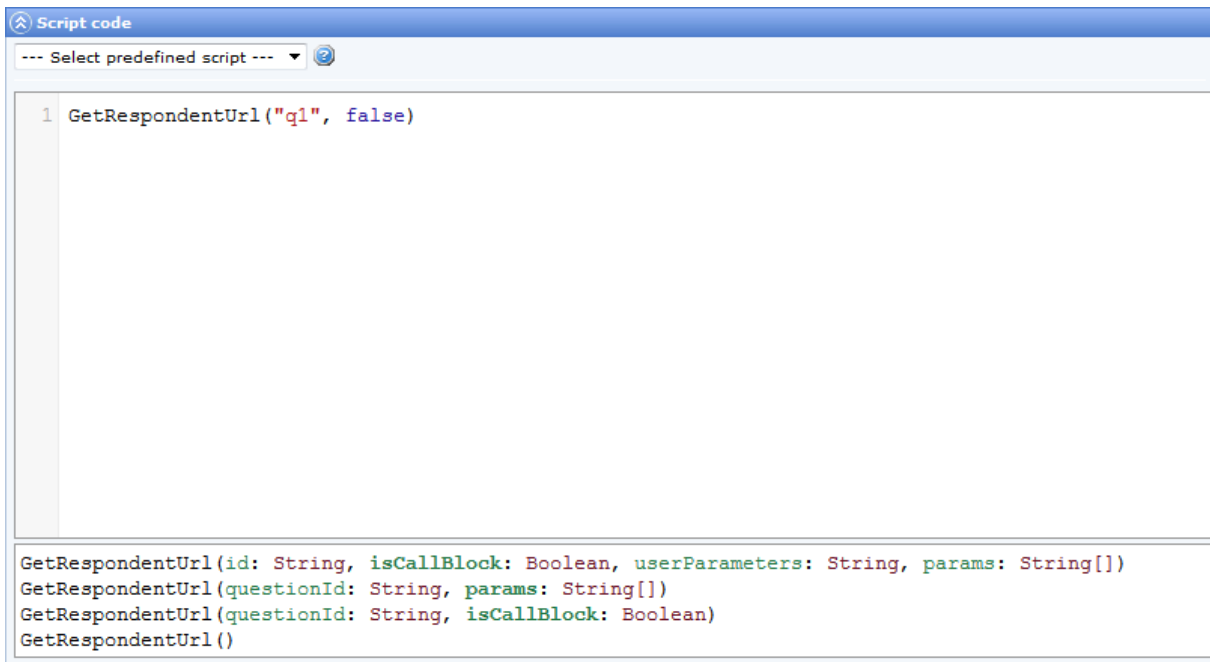 Script code
--- Select predefined script ---
1 GetRespondentUrl("q1", false)
GetRespondentUrl(id: String, isCallBlock: Boolean, userParameters: String, params: String[])
GetRespondentUrl(questionId: String, params: String[])
GetRespondentUrl(questionId: String, isCallBlock: Boolean)
GetRespondentUrl()